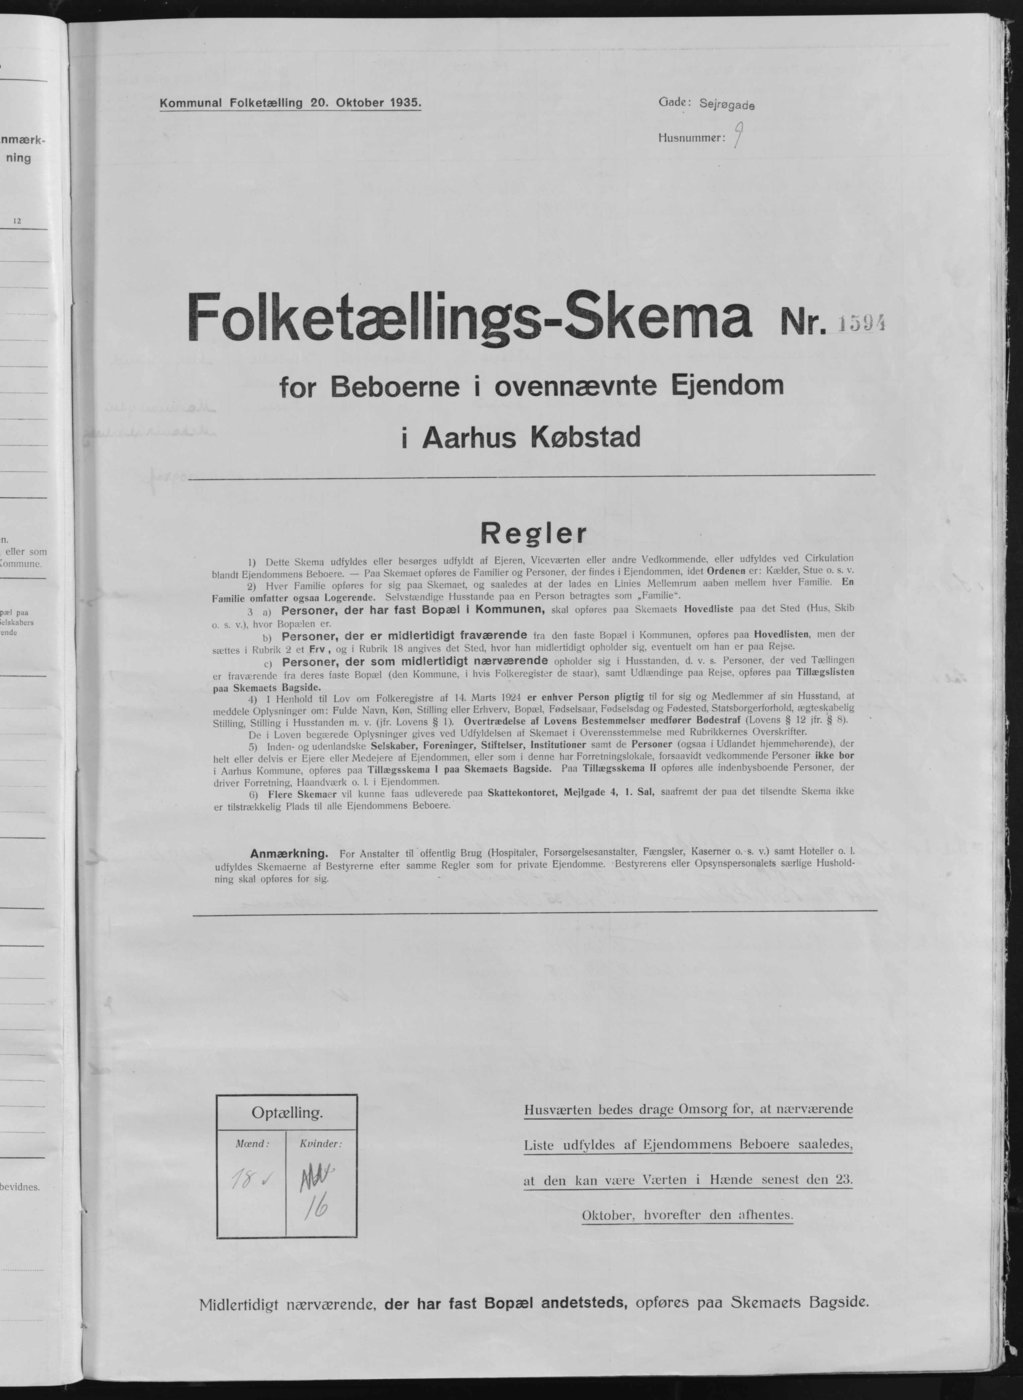 nmærk-
ning
12
n.
eller som
Kommune.
pæl paa
Selskabers
ende
bevidnes.
Kommunal Folketælling 20. Oktober 1935.
Gade: Sejrøgade
Husnummer: 9
Folketællings-Skema Nr. 1594
for Beboerne i ovennævnte Ejendom
i Aarhus Købstad
Regler
1) Dette Skema udfyldes eller besørges udfyldt af Ejeren, Viceværten eller andre Vedkommende, eller udfyldes ved Cirkulation
blandt Ejendommens Beboere. — Paa Skemaet opføres de Familier og Personer, der findes i Ejendommen, idet Ordenen er: Kælder, Stue o. s. v.
2) Hver Familie opføres for sig paa Skemaet, og saaledes at der lades en Linies Mellemrum aaben mellem hver Familie. En
Familie omfatter ogsaa Logerende. Selvstændige Husstande paa en Person betragtes som „Familie“.
3 a) Personer, der har fast Bopæl i Kommunen, skal opføres paa Skemaets Hovedliste paa det Sted (Hus, Skib
o. s. v.), hvor Bopælen er.
b) Personer, der er midlertidigt fraværende fra den faste Bopæl i Kommunen, opføres paa Hovedlisten, men der
sættes i Rubrik 2 et Frv, og i Rubrik 18 angives det Sted, hvor han midlertidigt opholder sig, eventuelt om han er paa Rejse.
c) Personer, der som midlertidigt nærværende opholder sig i Husstanden, d. v. s. Personer, der ved Tællingen
er fraværende fra deres faste Bopæl (den Kommune, i hvis Folkeregister de staar), samt Udlændinge paa Rejse, opføres paa Tillægslisten
paa Skemaets Bagside.
4) I Henhold til Lov om Folkeregistre af 14. Marts 1924 er enhver Person pligtig til for sig og Medlemmer af sin Husstand, at
meddele Oplysninger om: Fulde Navn, Køn, Stilling eller Erhverv, Bopæl, Fødselsaar, Fødselsdag og Fødested, Statsborgerforhold, ægteskabelig
Stilling, Stilling i Husstanden m. v. (jfr. Lovens § 1). Overtrædelse af Lovens Bestemmelser medfører Bødestraf (Lovens § 12 jfr. § 8).
De i Loven begærede Oplysninger gives ved Udfyldelsen af Skemaet i Overensstemmelse med Rubrikkernes Overskrifter.
5) Inden- og udenlandske Selskaber, Foreninger, Stiftelser, Institutioner samt de Personer (ogsaa i Udlandet hjemmehørende), der
helt eller delvis er Ejere eller Medejere af Ejendommen, eller som i denne har Forretningslokale, forsaavidt vedkommende Personer ikke bor
i Aarhus Kommune, opføres paa Tillægsskema I paa Skemaets Bagside. Paa Tillægsskema II opføres alle indenbysboende Personer, der
driver Forretning, Haandværk o. l. i Ejendommen.
6) Flere Skemaer vil kunne faas udleverede paa Skattekontoret, Mejlgade 4, 1. Sal, saafremt der paa det tilsendte Skema ikke
er tilstrækkelig Plads til alle Ejendommens Beboere.
Anmærkning. For Anstalter til offentlig Brug (Hospitaler, Forsørgelsesanstalter, Fængsler, Kaserner o. s. v.) samt Hoteller o. l.
udfyldes Skemaerne af Bestyrerne efter samme Regler som for private Ejendomme. Bestyrerens eller Opsynspersonalets særlige Hushold-
ning skal opføres for sig.
Optælling.
Mænd: Kvinder:
18 ✓
16
Husværten bedes drage Omsorg for, at nærværende
Liste udfyldes af Ejendommens Beboere saaledes,
at den kan være Værten i Hænde senest den 23.
Oktober, hvorefter den afhentes.
Midlertidigt nærværende, der har fast Bopæl andetsteds, opføres paa Skemaets Bagside.